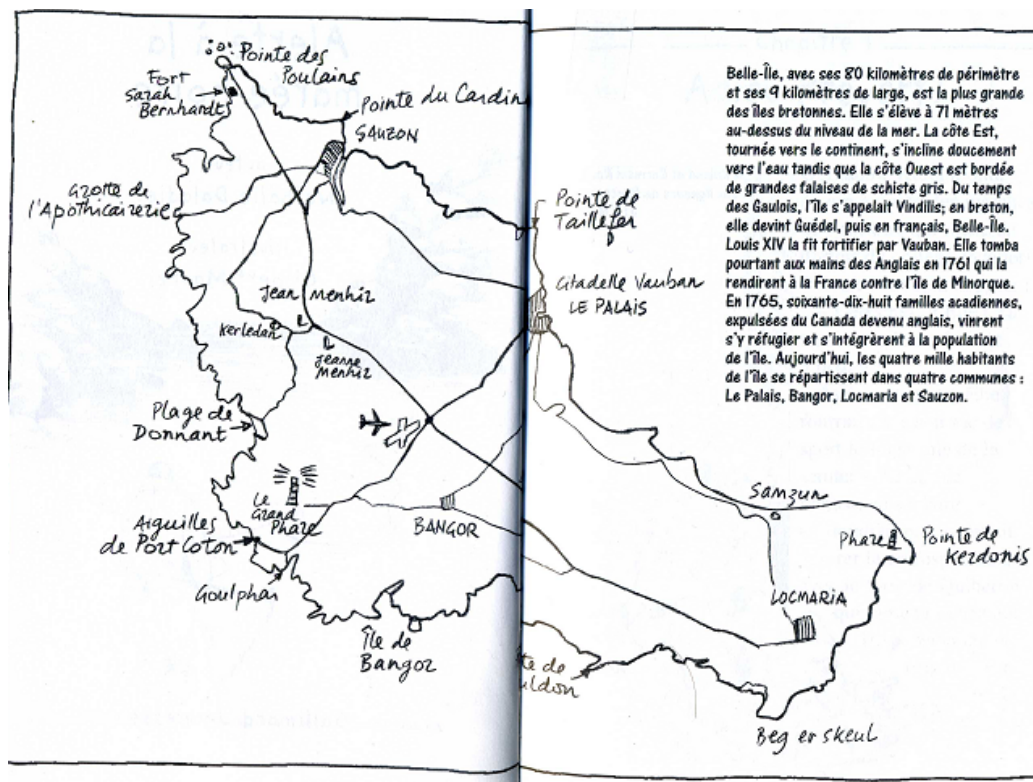 Pointe des
Poulains
Fort
Sarah
Bernhardt
Pointe du Cardin
SAUZON
Grotte de
l'Apothicairerie
Jean Menhir
Kerledan
Jeanne
Menhir
Plage de
Donnant
Le
Grand
Phare
BANGOR
Aiguilles
de Port Coton
Goulphar
Île de
Bangor
Belle-Île, avec ses 80 kilomètres de périmètre
et ses 9 kilomètres de large, est la plus grande
des îles bretonnes. Elle s'élève à 71 mètres
au-dessus du niveau de la mer. La côte Est,
tournée vers le continent, s'incline doucement
vers l'eau tandis que la côte Ouest est bordée
de grandes falaises de schiste gris. Du temps
des Gaulois, l'île s'appelait Vindilis; en breton,
elle devint Guédel, puis en français, Belle-Île.
Louis XIV la fit fortifier par Vauban. Elle tomba
pourtant aux mains des Anglais en 1761 qui la
rendirent à la France contre l'île de Minorque.
En 1765, soixante-dix-huit familles acadiennes,
expulsées du Canada devenu anglais, vinrent
s'y réfugier et s'intégrèrent à la population
de l'île. Aujourd'hui, les quatre mille habitants
de l'île se répartissent dans quatre communes :
Le Palais, Bangor, Locmaria et Sauzon.
Pointe de
Taillefer
Citadelle Vauban
LE PALAIS
Samzun
Phare
Pointe de
Kerdonis
LOCMARIA
te de
uldon
Beg er skeul